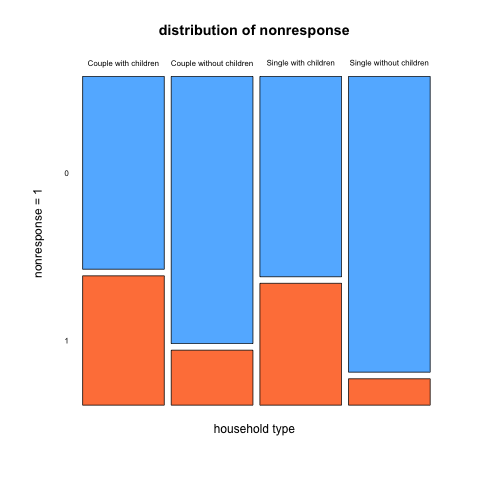 distribution of nonresponse
Couple with children Couple without children Single with children Single without children
0
nonresponse = 1
1
household type